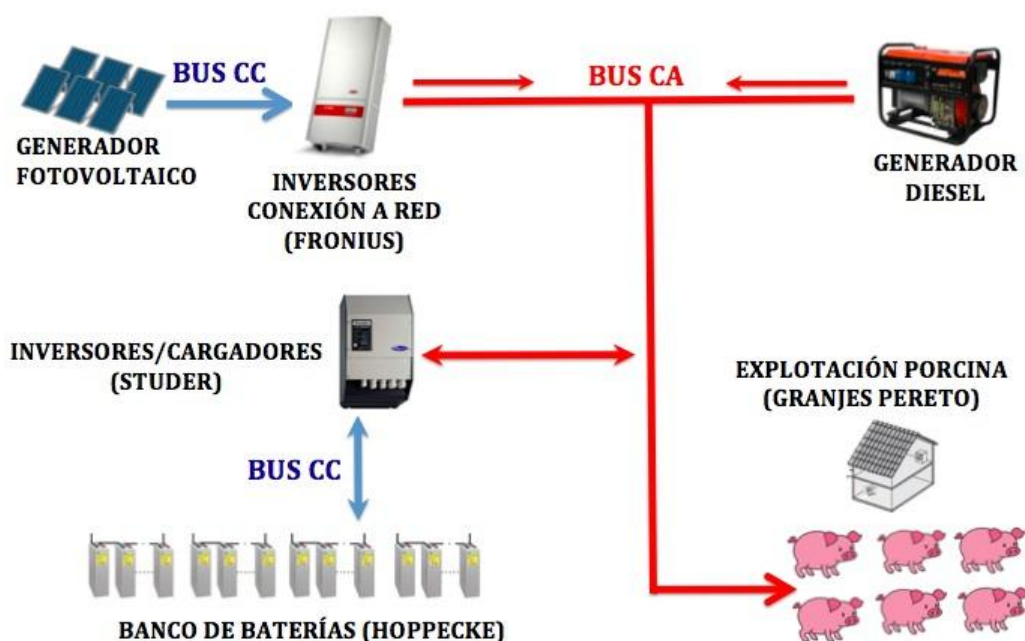 BUS CC
BUS CA
GENERADOR
FOTOVOLTAICO
INVERSORES
CONEXIÓN A RED
(FRONIUS)
GENERADOR
DIESEL
INVERSORES/CARGADORES
(STUDER)
EXPLOTACIÓN PORCINA
(GRANJES PERETO)
BUS CC
BANCO DE BATERÍAS (HOPPECKE)